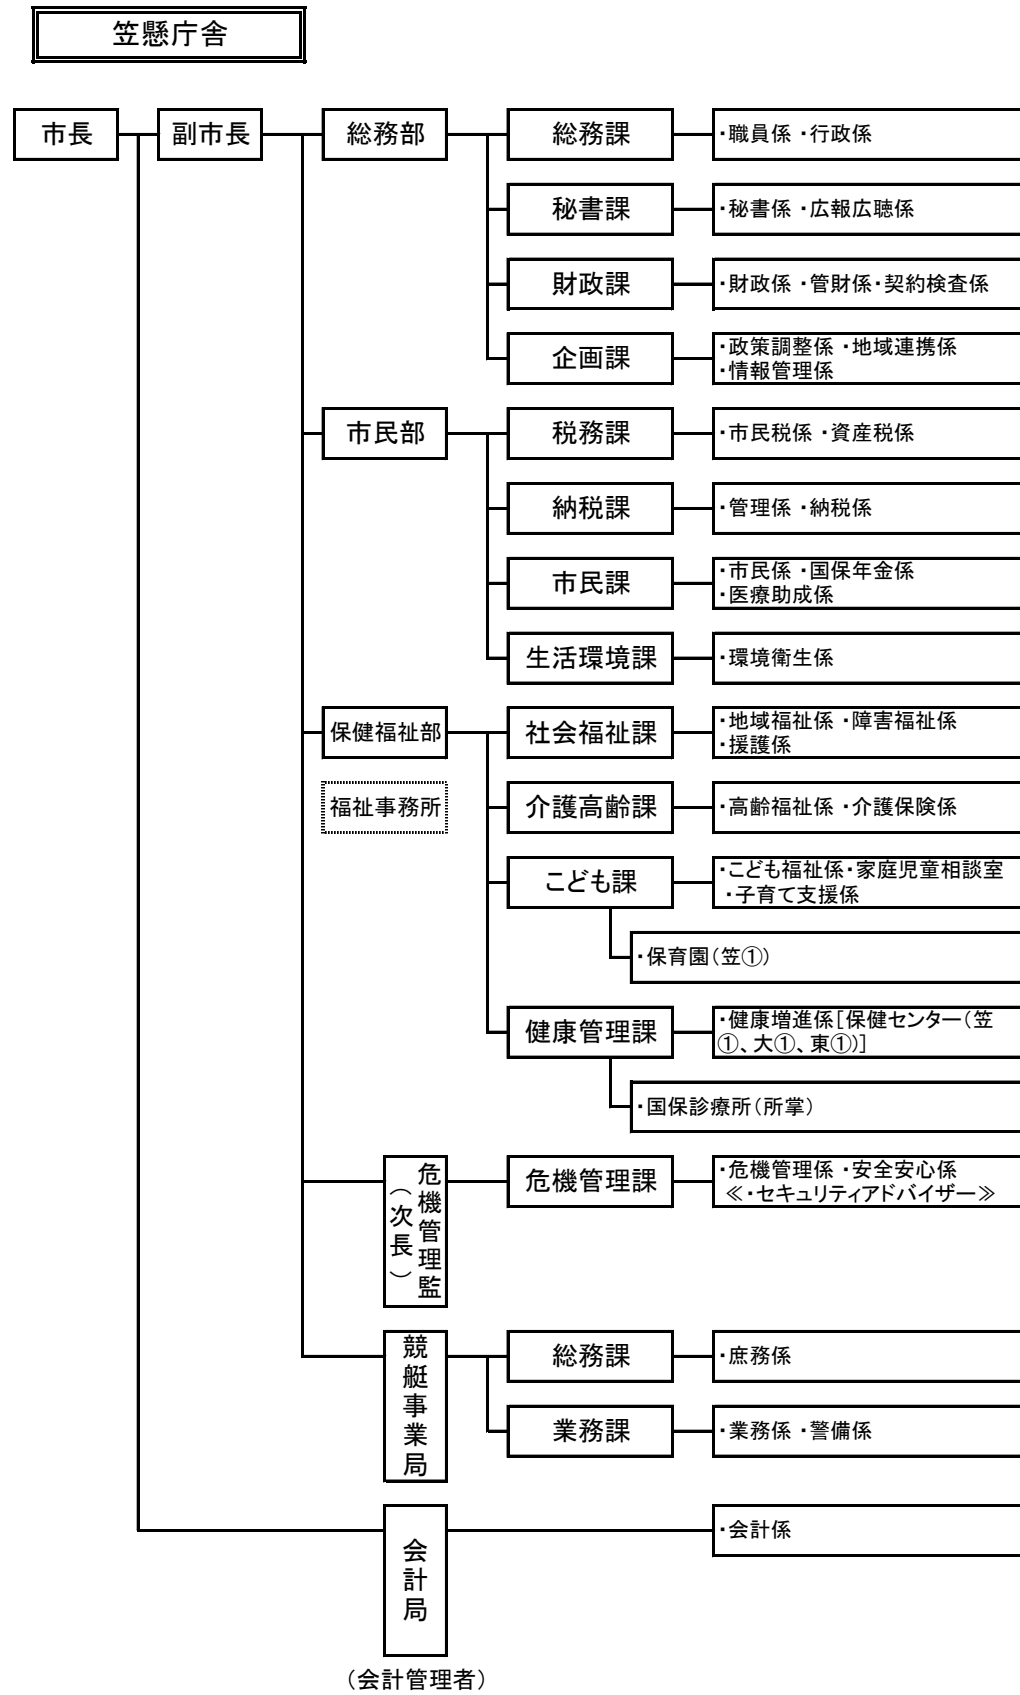 笠懸庁舎
市長
副市長
総務部
総務課
・職員係 ・行政係
秘書課
・秘書係 ・広報広聴係
財政課
・財政係 ・管財係・契約検査係
企画課
・政策調整係 ・地域連携係
・情報管理係
市民部
税務課
・市民税係 ・資産税係
納税課
・管理係 ・納税係
市民課
・市民係 ・国保年金係
・医療助成係
生活環境課
・環境衛生係
保健福祉部
社会福祉課
・地域福祉係 ・障害福祉係
・援護係
福祉事務所
介護高齢課
・高齢福祉係 ・介護保険係
こども課
・こども福祉係・家庭児童相談室
・子育て支援係
・保育園(笠①)
健康管理課
・健康増進係[保健センター(笠
①、大①、東①)]
・国保診療所(所掌)
危機管理監
(次長)
危機管理課
・危機管理係 ・安全安心係
≪・セキュリティアドバイザー≫
競艇事業局
総務課
・庶務係
業務課
・業務係 ・警備係
会計局
・会計係
(会計管理者)